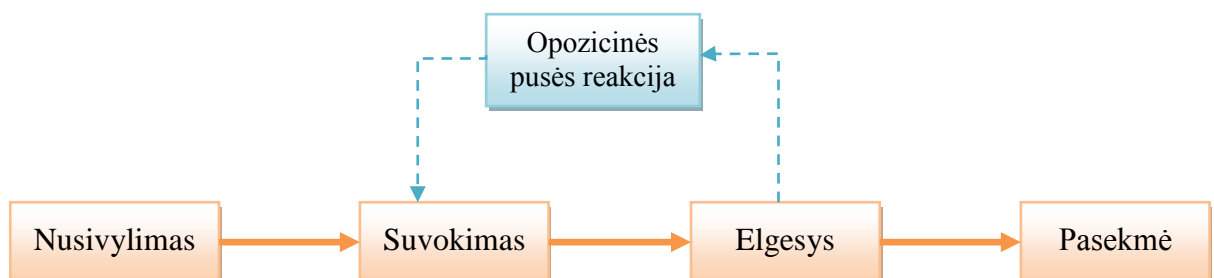 Opozicinės
pusės reakcija
Nusivylimas
Suvokimas
Elgesys
Pasekmė